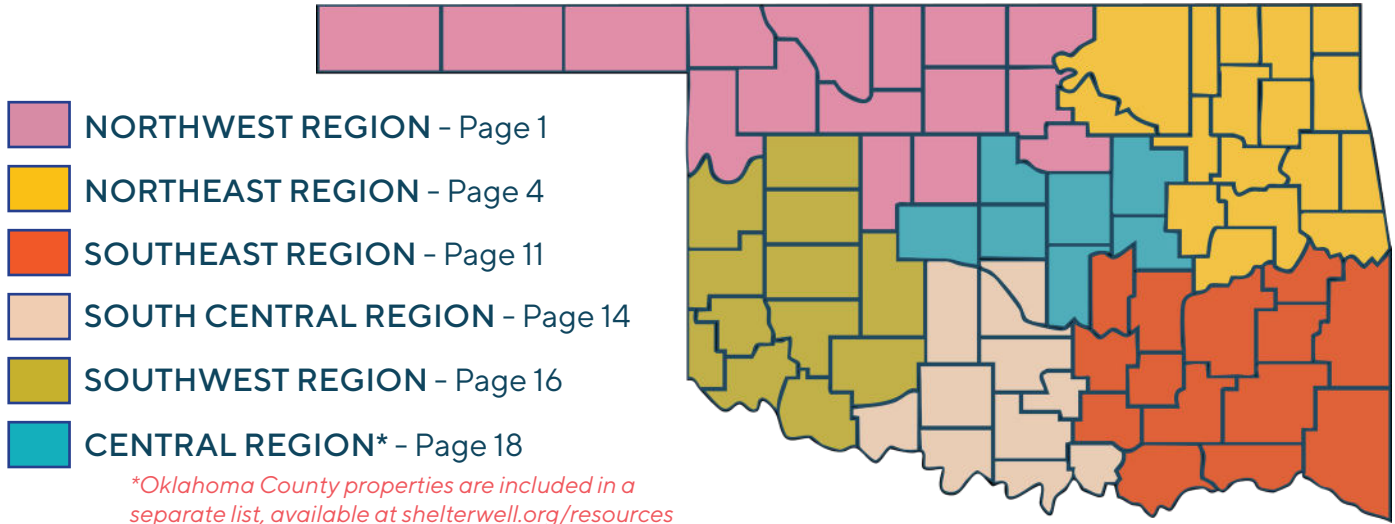 NORTHWEST REGION - Page 1
NORTHEAST REGION - Page 4
SOUTHEAST REGION - Page 11
SOUTH CENTRAL REGION - Page 14
SOUTHWEST REGION - Page 16
CENTRAL REGION* - Page 18
*Oklahoma County properties are included in a
separate list, available at shelterwell.org/resources